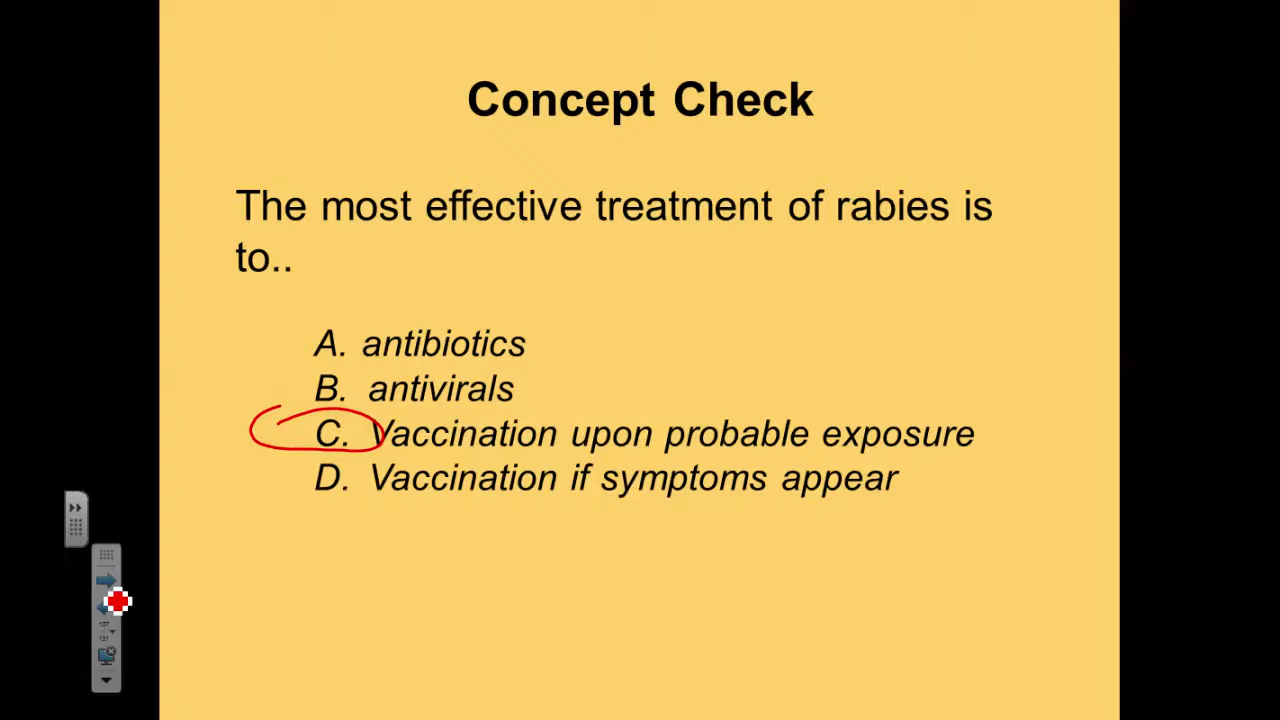 Concept Check
The most effective treatment of rabies is
to..
A. antibiotics
B. antivirals
C. Vaccination upon probable exposure
D. Vaccination if symptoms appear